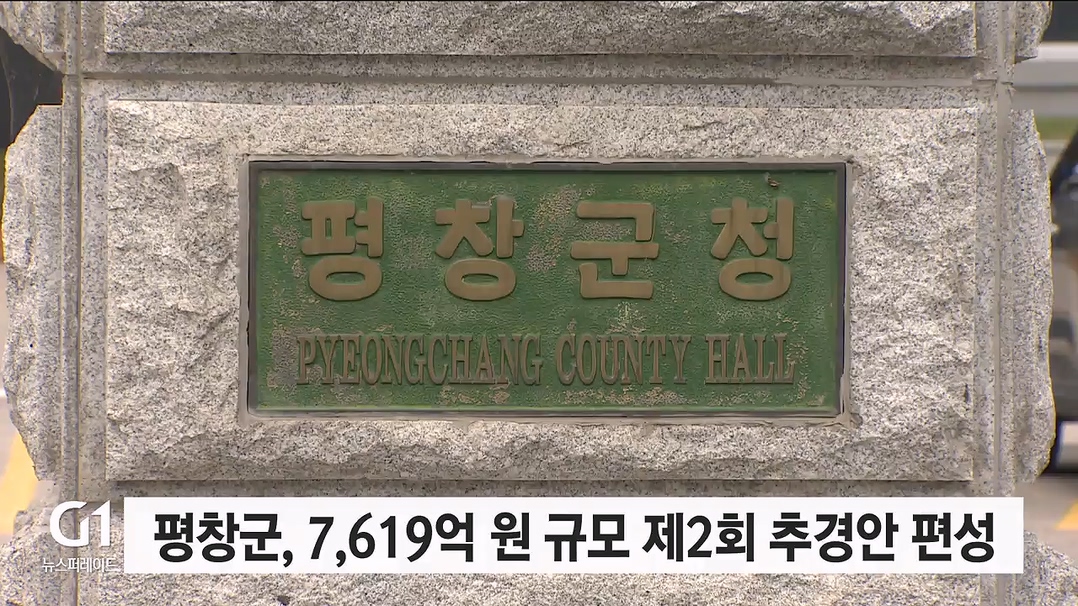 평창군청
PYEONGCHANG COUNTY HALL
G1
뉴스퍼레이드
평창군, 7,619억 원 규모 제2회 추경안 편성